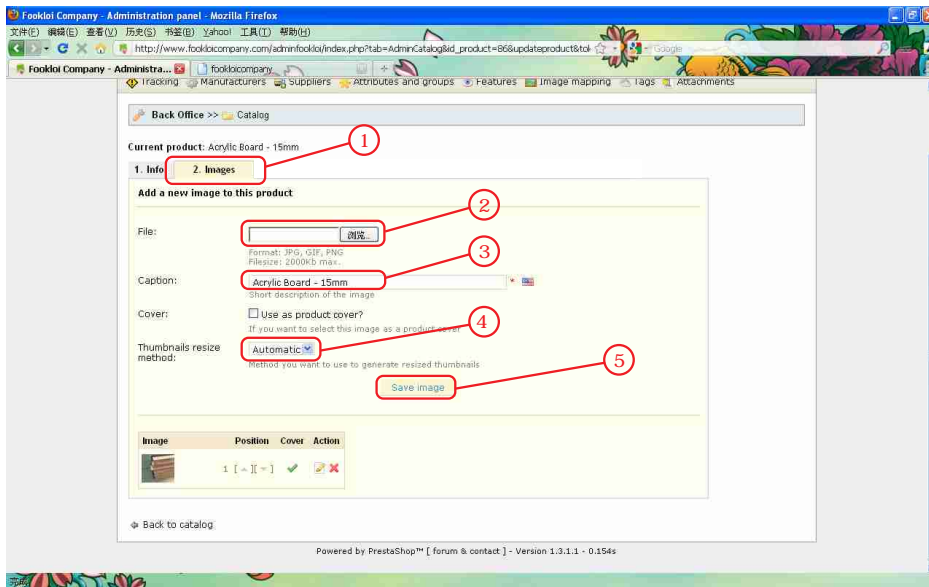 Fookloi Company - Administration panel - Mozilla Firefox
文件(F) 编辑(E) 查看(V) 历史(S) 书签(B) Yahoo! 工具(T) 帮助(H)
http://www.fookloicompany.com/adminfookloi/index.php?tab=AdminCatalog&id_product=86&updateproduct&tok
Google
Fookloi Company - Administra...
fookloicompany
Tracking Manufacturers Suppliers Attributes and groups Features Image mapping Tags Attachments
Back Office >> Catalog
1
Current product: Acrylic Board - 15mm
1. Info 2. Images
Add a new image to this product
2
File: 浏览...
Format: JPG, GIF, PNG
Filesize: 2000Kb max.
3
Caption: Acrylic Board - 15mm *
Short description of the image
Cover: Use as product cover?
If you want to select this image as a product cover
4
Thumbnails resize method: Automatic
Method you want to use to generate resized thumbnails
5
Save image
Image Position Cover Action
1 [ ][ ]
Back to catalog
Powered by PrestaShop™ [ forum & contact ] - Version 1.3.1.1 - 0.154s
完成